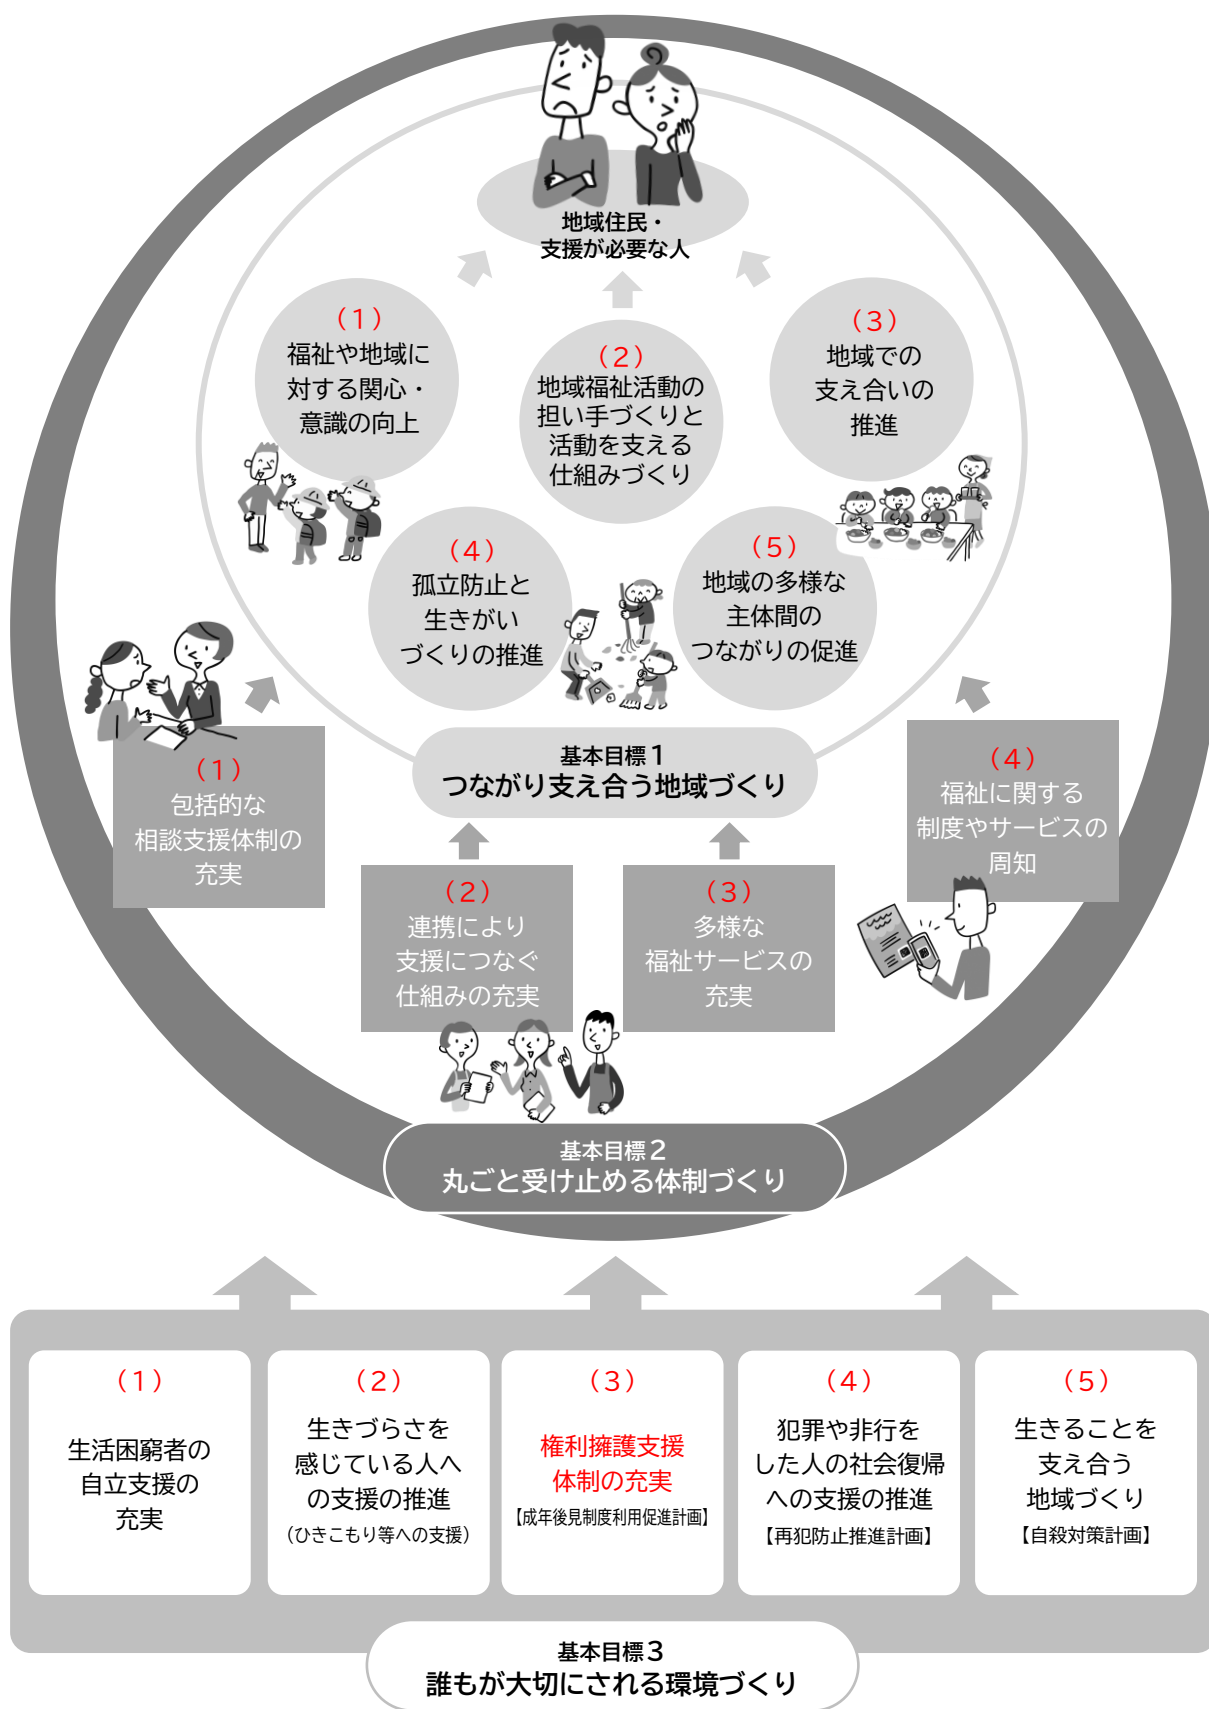 地域住民・
支援が必要な人
（1）
福祉や地域に
対する関心・
意識の向上
（2）
地域福祉活動の
担い手づくりと
活動を支える
仕組みづくり
（3）
地域での
支え合いの
推進
（4）
孤立防止と
生きがい
づくりの推進
（5）
地域の多様な
主体間の
つながりの促進
基本目標1
つながり支え合う地域づくり
（1）
包括的な
相談支援体制の
充実
（2）
連携により
支援につなぐ
仕組みの充実
（3）
多様な
福祉サービスの
充実
（4）
福祉に関する
制度やサービスの
周知
基本目標2
丸ごと受け止める体制づくり
（1）
生活困窮者の
自立支援の
充実
（2）
生きづらさを
感じている人へ
の支援の推進
（ひきこもり等への支援）
（3）
権利擁護支援
体制の充実
【成年後見制度利用促進計画】
（4）
犯罪や非行を
した人の社会復帰
への支援の推進
【再犯防止推進計画】
（5）
生きることを
支え合う
地域づくり
【自殺対策計画】
基本目標3
誰もが大切にされる環境づくり